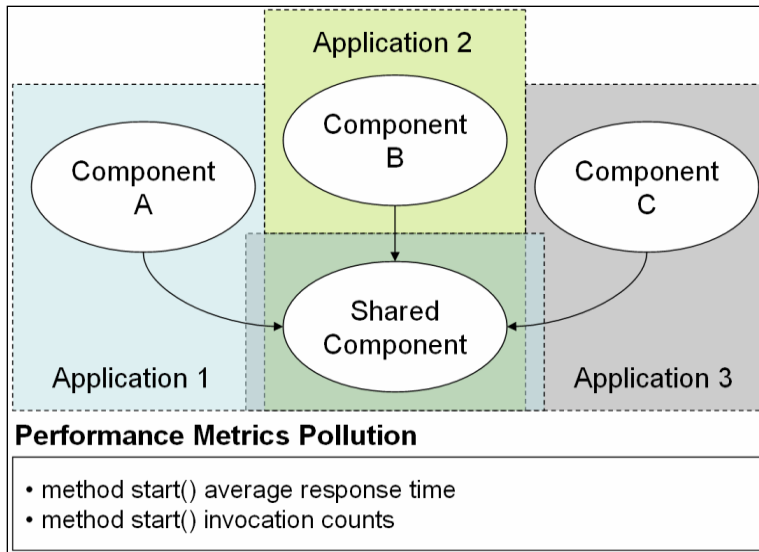 Application 2
Component
A
Component
B
Component
C
Shared
Component
Application 1
Application 3
Performance Metrics Pollution
• method start() average response time
• method start() invocation counts